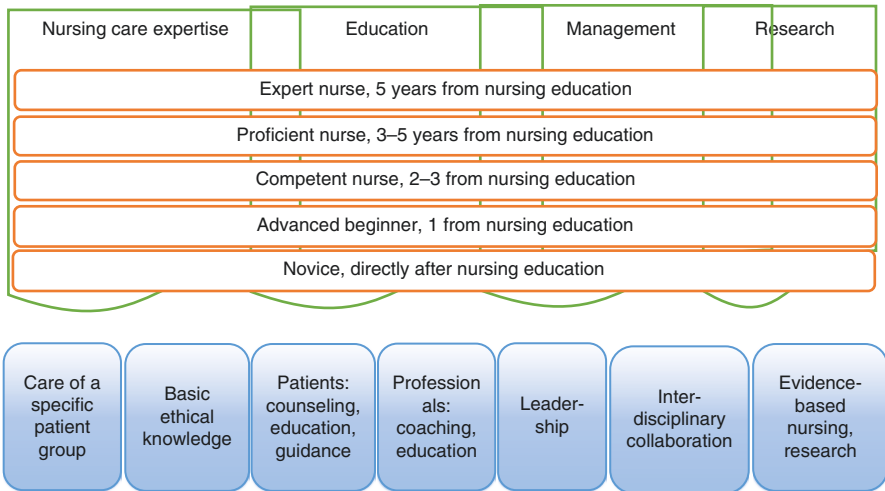 Nursing care expertise
Education
Management
Research
Expert nurse, 5 years from nursing education
Proficient nurse, 3–5 years from nursing education
Competent nurse, 2–3 from nursing education
Advanced beginner, 1 from nursing education
Novice, directly after nursing education
Care of a
specific
patient
group
Basic
ethical
knowledge
Patients:
counseling,
education,
guidance
Profession
als:
coaching,
education
Leader-
ship
Inter-
disciplinary
collaboration
Evidence-
based
nursing,
research